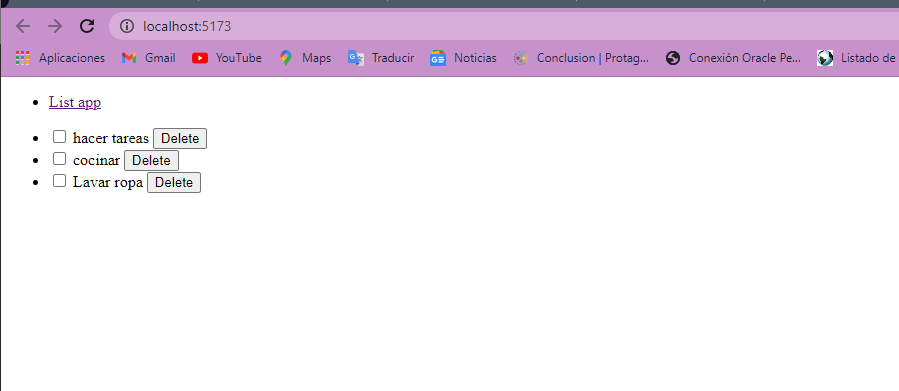 localhost:5173
Aplicaciones Gmail YouTube Maps Traducir Noticias Conclusion | Protag... Conexión Oracle Pe... Listado de
List app
hacer tareas Delete
cocinar Delete
Lavar ropa Delete